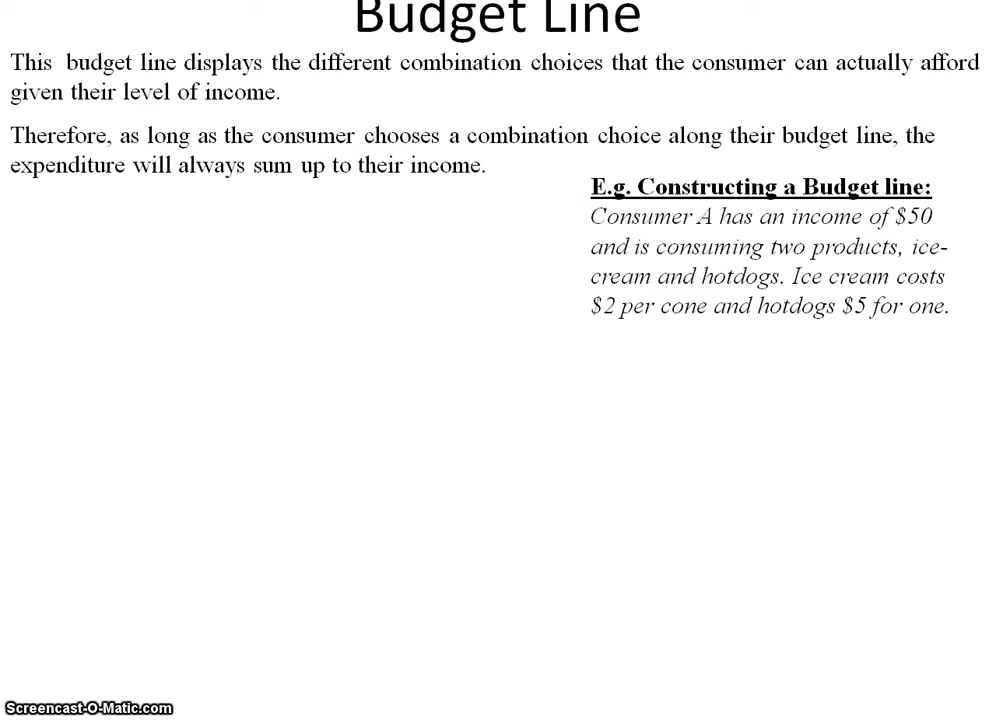 Budget Line
This budget line displays the different combination choices that the consumer can actually afford
given their level of income.
Therefore, as long as the consumer chooses a combination choice along their budget line, the
expenditure will always sum up to their income.
E.g. Constructing a Budget line:
Consumer A has an income of $50
and is consuming two products, ice-
cream and hotdogs. Ice cream costs
$2 per cone and hotdogs $5 for one.
Screencast-O-Matic.com